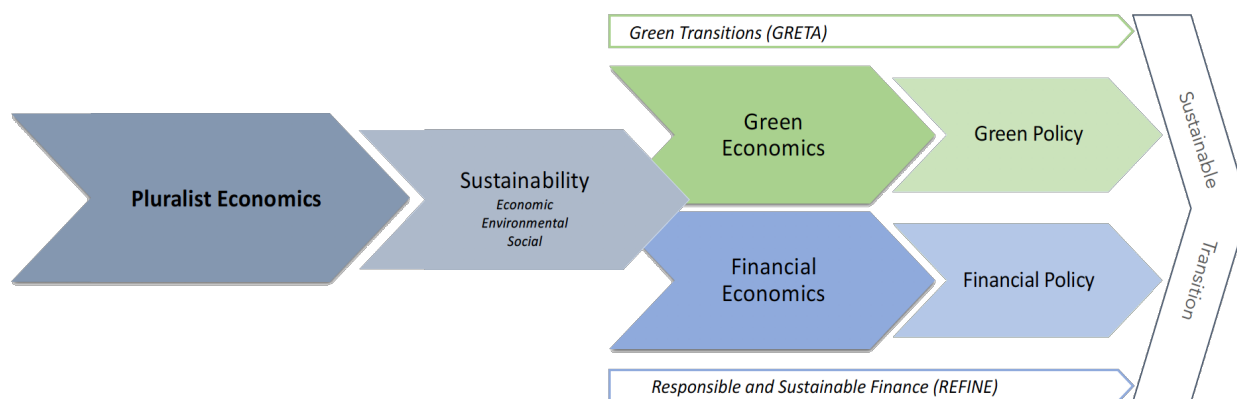 Green Transitions (GRETA)
Pluralist Economics
Sustainability
Economic
Environmental
Social
Green
Economics
Green Policy
Financial
Economics
Financial Policy
Responsible and Sustainable Finance (REFINE)
Sustainable
Transition